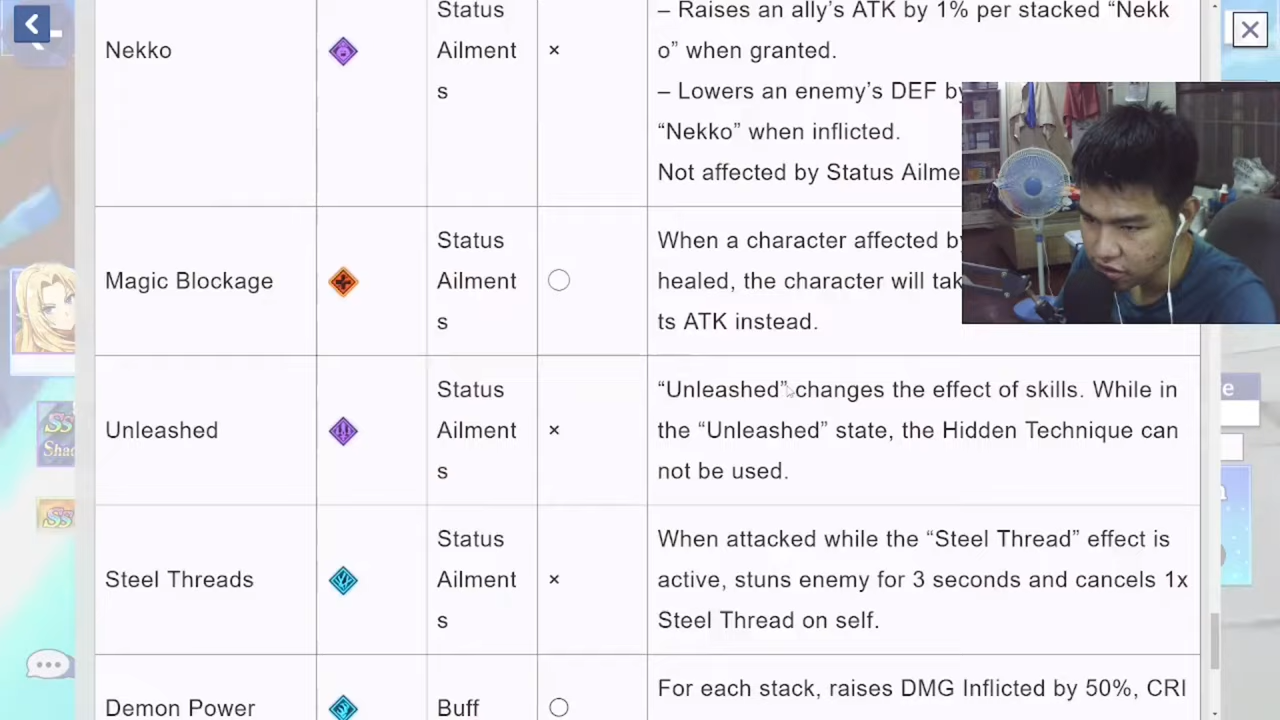 Status
– Raises an ally’s ATK by 1% per stacked “Nekk
Nekko
Ailment
×
o” when granted.
s
– Lowers an enemy’s DEF by
“Nekko” when inflicted.
Not affected by Status Ailme
Status
When a character affected by
Magic Blockage
Ailment
○
healed, the character will tak
s
ts ATK instead.
Status
“Unleashed” changes the effect of skills. While in
Unleashed
Ailment
×
the “Unleashed” state, the Hidden Technique can
s
not be used.
Status
When attacked while the “Steel Thread” effect is
Steel Threads
Ailment
×
active, stuns enemy for 3 seconds and cancels 1x
s
Steel Thread on self.
Demon Power
Buff
○
For each stack, raises DMG Inflicted by 50%, CRI
SS
Shad
SS
e